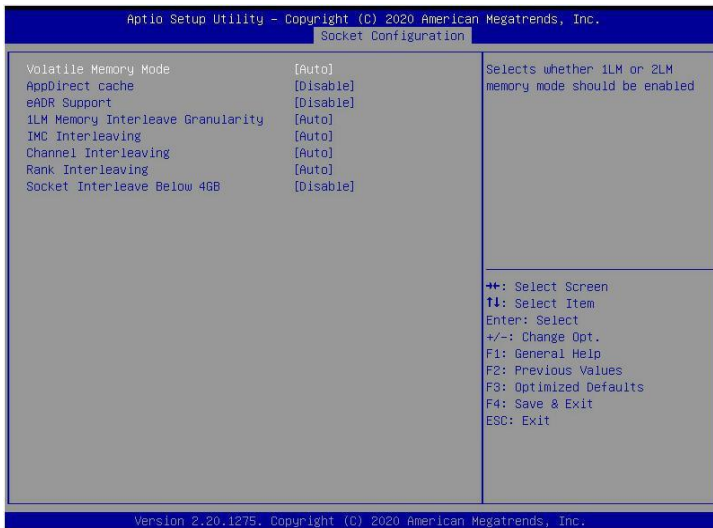 Aptio Setup Utility – Copyright (C) 2020 American Megatrends, Inc.
Socket Configuration
Volatile Memory Mode [Auto]
AppDirect cache [Disable]
eADR Support [Disable]
1LM Memory Interleave Granularity [Auto]
IMC Interleaving [Auto]
Channel Interleaving [Auto]
Rank Interleaving [Auto]
Socket Interleave Below 4GB [Disable]
Selects whether 1LM or 2LM
memory mode should be enabled
→←: Select Screen
↑↓: Select Item
Enter: Select
+/-: Change Opt.
F1: General Help
F2: Previous Values
F3: Optimized Defaults
F4: Save & Exit
ESC: Exit
Version 2.20.1275. Copyright (C) 2020 American Megatrends, Inc.